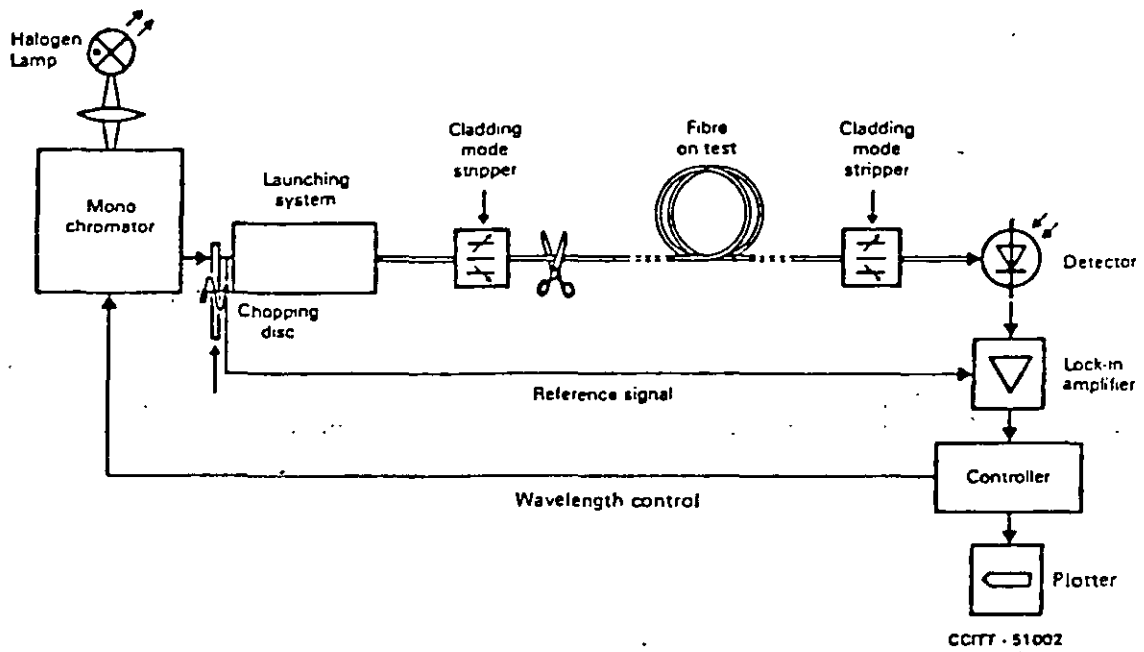 Halogen
Lamp
Cladding
mode
stripper
Fibre
on test
Cladding
mode
stripper
Launching
system
Mono
chromator
Detector
Chopping
disc
Lock-in
amplifier
Reference signal
Controller
Wavelength control
Plotter
CCITT - 51002